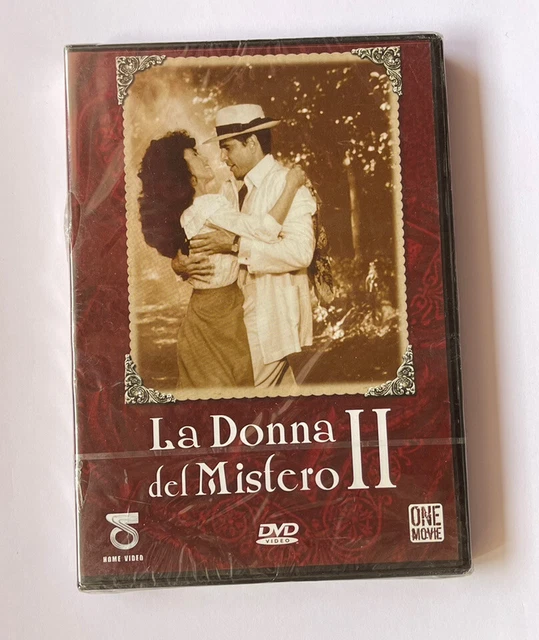 La Donna
del Mistero II
DVD
VIDEO
HOME VIDEO
ONE
MOVIE